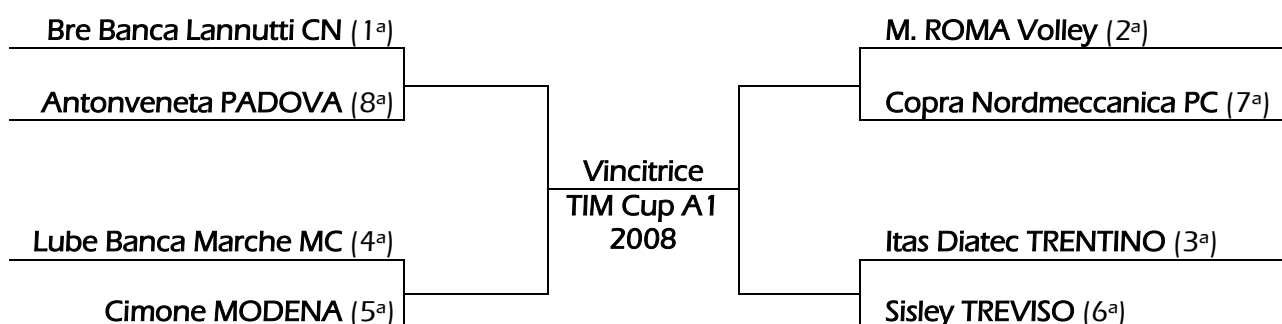 Bre Banca Lannutti CN (1ª)
Antonveneta PADOVA (8ª)
Lube Banca Marche MC (4ª)
Cimone MODENA (5ª)
Vincitrice
TIM Cup A1
2008
M. ROMA Volley (2ª)
Copra Nordmeccanica PC (7ª)
Itas Diatec TRENTINO (3ª)
Sisley TREVISO (6ª)